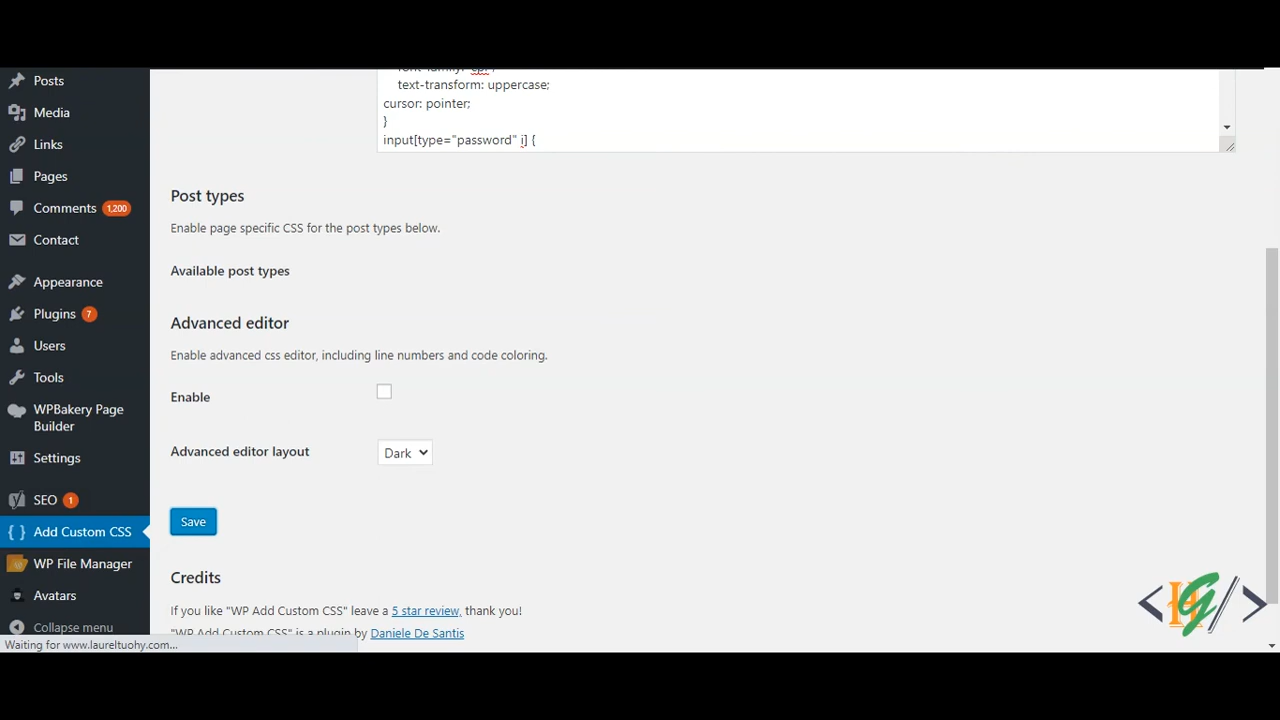 Posts
Media
Links
Pages
Comments 1,200
Contact
Appearance
Plugins 7
Users
Tools
WPBakery Page
Builder
Settings
SEO 1
{ } Add Custom CSS
WP File Manager
Avatars
Collapse menu
text-transform: uppercase;
cursor: pointer;
}
input[type="password" i] {
Post types
Enable page specific CSS for the post types below.
Available post types
Advanced editor
Enable advanced css editor, including line numbers and code coloring.
Enable
Advanced editor layout
Dark
Save
Credits
If you like "WP Add Custom CSS" leave a 5 star review, thank you!
"WP Add Custom CSS" is a plugin by Daniele De Santis
Waiting for www.laureltuohy.com...
<HG/>